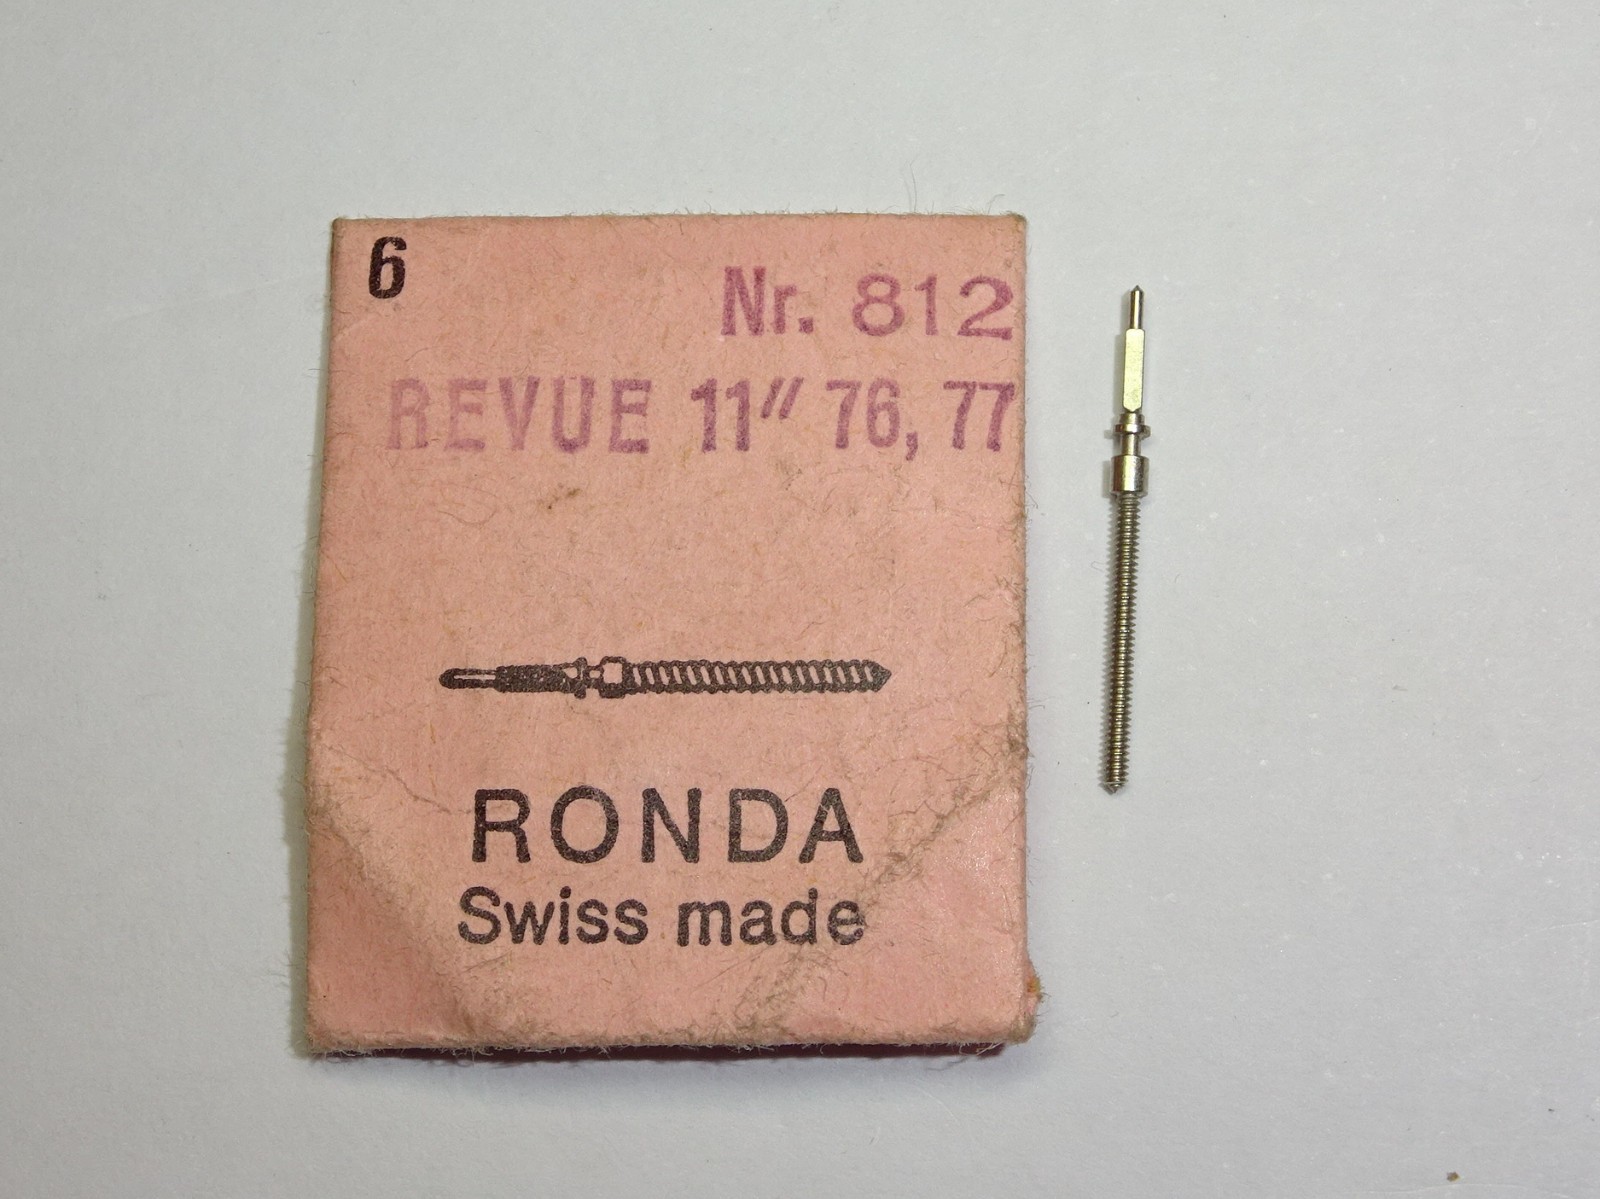 6
Nr. 812
REVUE 11″ 76, 77
RONDA
Swiss made